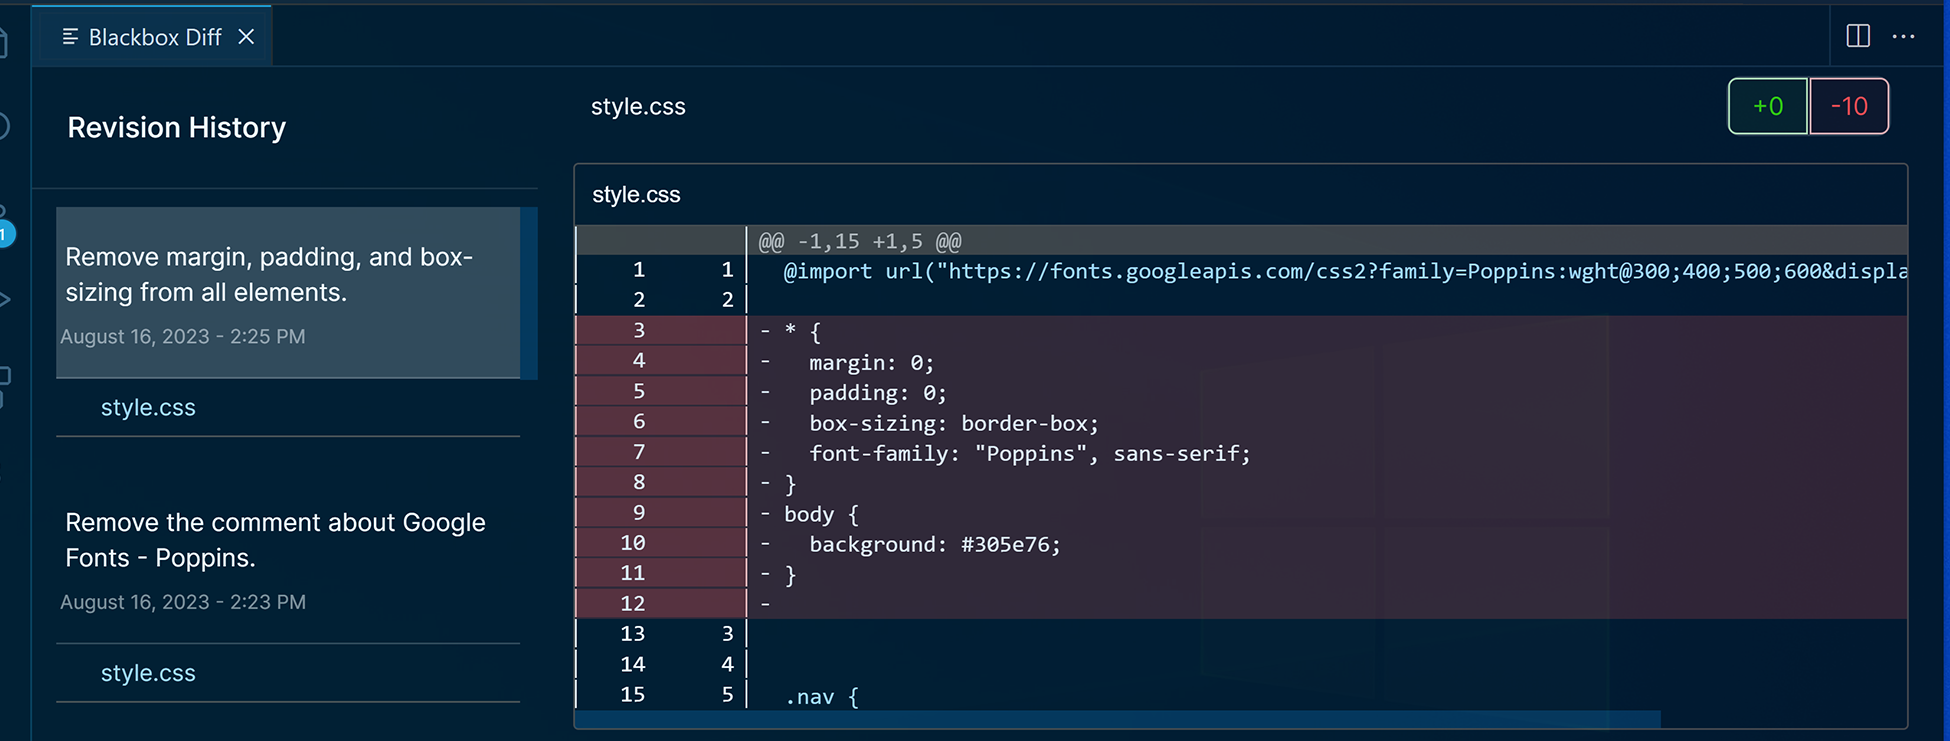 Blackbox Diff
Revision History
Remove margin, padding, and box-
sizing from all elements.
August 16, 2023 - 2:25 PM
style.css
Remove the comment about Google
Fonts - Poppins.
August 16, 2023 - 2:23 PM
style.css
1
style.css
+0 -10
style.css
@@ -1,15 +1,5 @@
1 1 @import url("https://fonts.googleapis.com/css2?family=Poppins:wght@300;400;500;600&displa
2 2
3 - * {
4 - margin: 0;
5 - padding: 0;
6 - box-sizing: border-box;
7 - font-family: "Poppins", sans-serif;
8 - }
9 - body {
10 - background: #305e76;
11 - }
12 -
13 3
14 4
15 5 .nav {